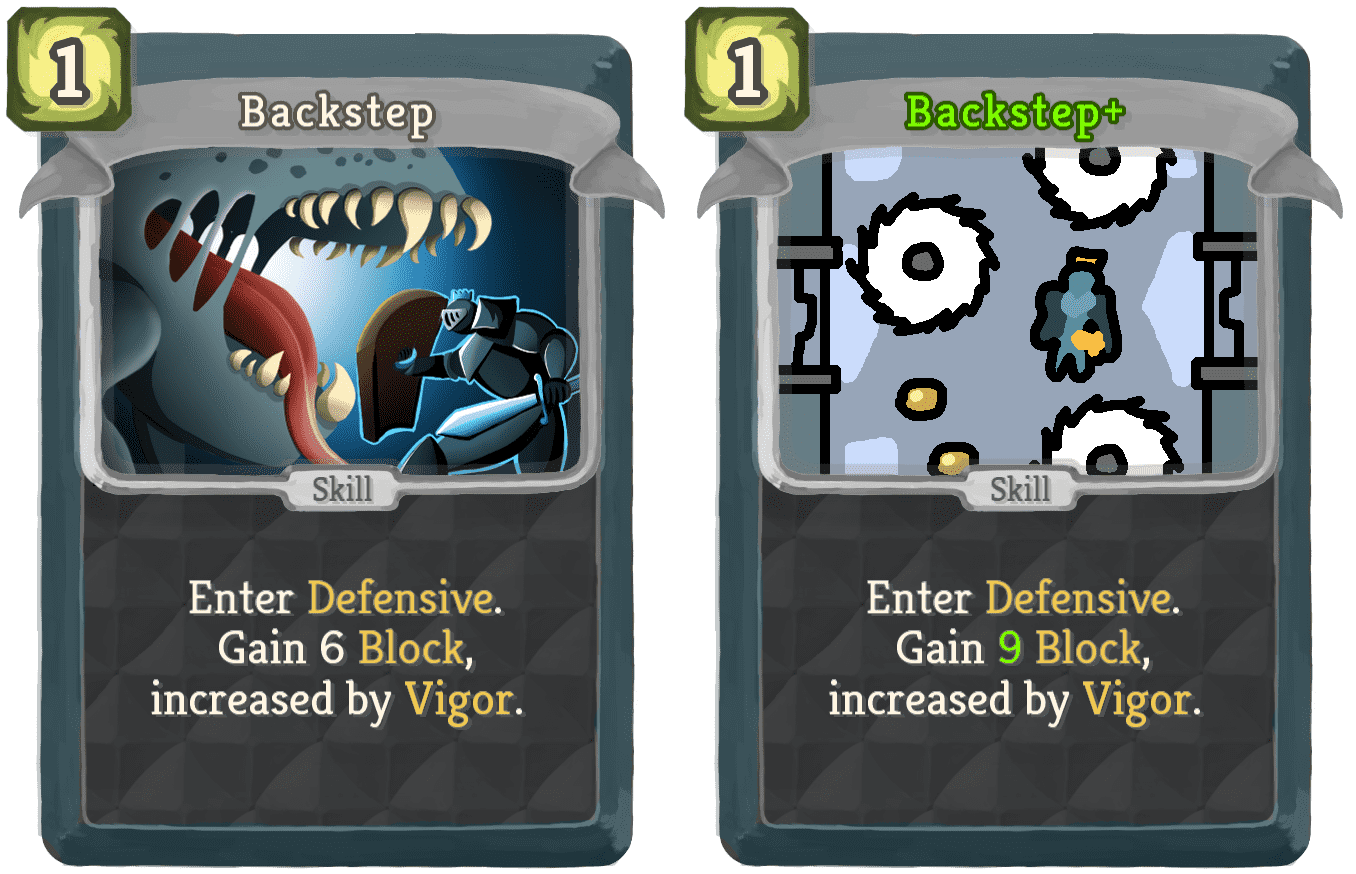 1
Backstep
Skill
Enter Defensive.
Gain 6 Block,
increased by Vigor.
1
Backstep+
Skill
Enter Defensive.
Gain 9 Block,
increased by Vigor.